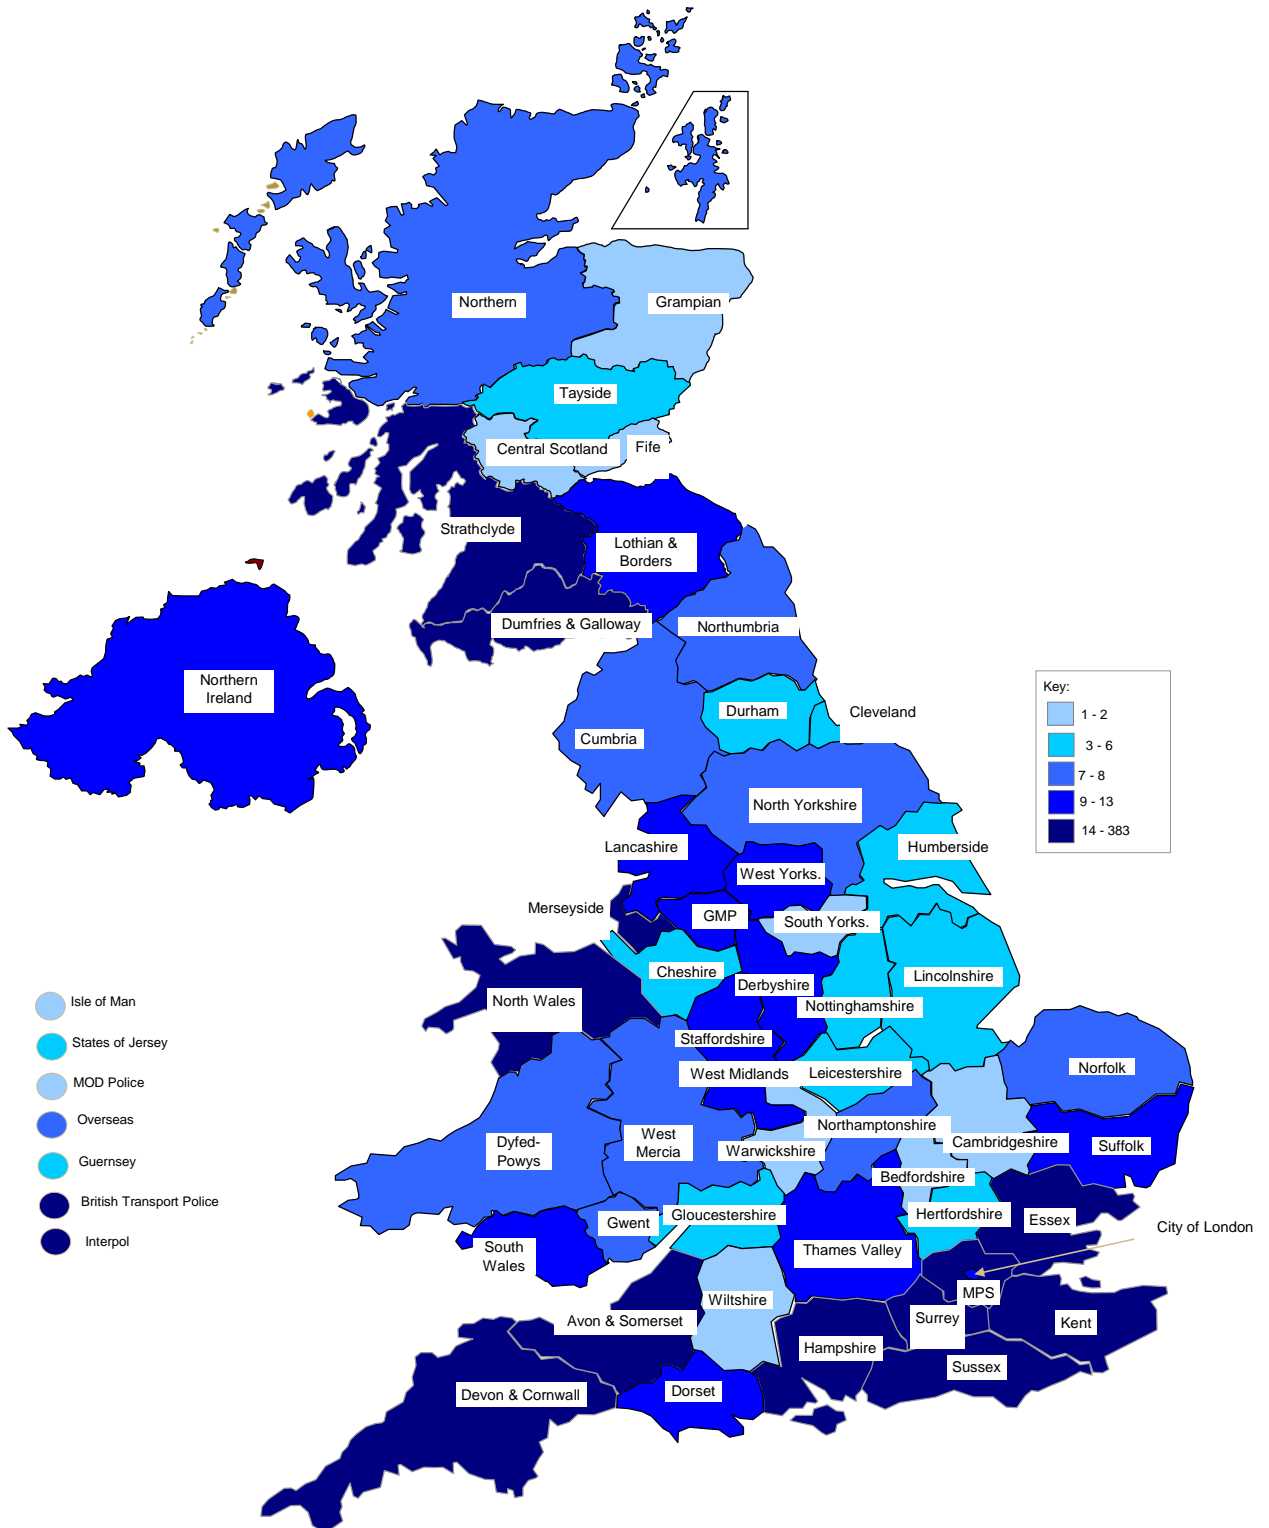 Northern
Grampian
Tayside
Central Scotland
Fife
Strathclyde
Lothian &
Borders
Dumfries & Galloway
Northumbria
Northern
Ireland
Key:
1 - 2
3 - 6
7 - 8
9 - 13
14 - 383
Durham
Cleveland
Cumbria
North Yorkshire
Lancashire
Humberside
West Yorks.
Merseyside
GMP
South Yorks.
Cheshire
Derbyshire
Lincolnshire
North Wales
Nottinghamshire
Staffordshire
West Midlands
Leicestershire
Norfolk
Northamptonshire
Dyfed-
Powys
West
Mercia
Warwickshire
Cambridgeshire
Suffolk
Bedfordshire
Gwent
Gloucestershire
Hertfordshire
Essex
City of London
South
Wales
Thames Valley
MPS
Wiltshire
Avon & Somerset
Surrey
Kent
Hampshire
Sussex
Devon & Cornwall
Dorset
Isle of Man
States of Jersey
MOD Police
Overseas
Guernsey
British Transport Police
Interpol